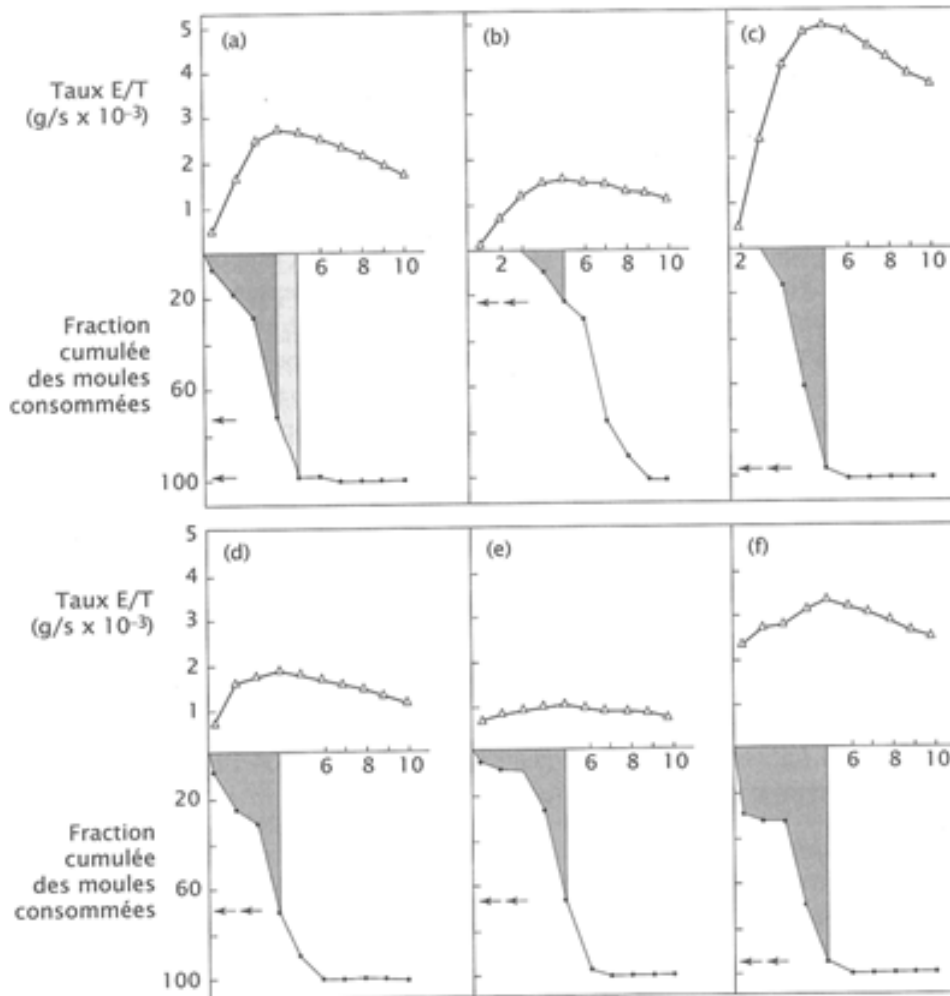 (a)
(b)
(c)
Taux E/T
(g/s x 10⁻³)
5
4
3
2
1
6 8 10
2 6 8 10
2 6 8 10
Fraction
cumulée
des moules
consommées
20
60
100
(d)
(e)
(f)
Taux E/T
(g/s x 10⁻³)
5
4
3
2
1
6 8 10
6 8 10
6 8 10
Fraction
cumulée
des moules
consommées
20
60
100